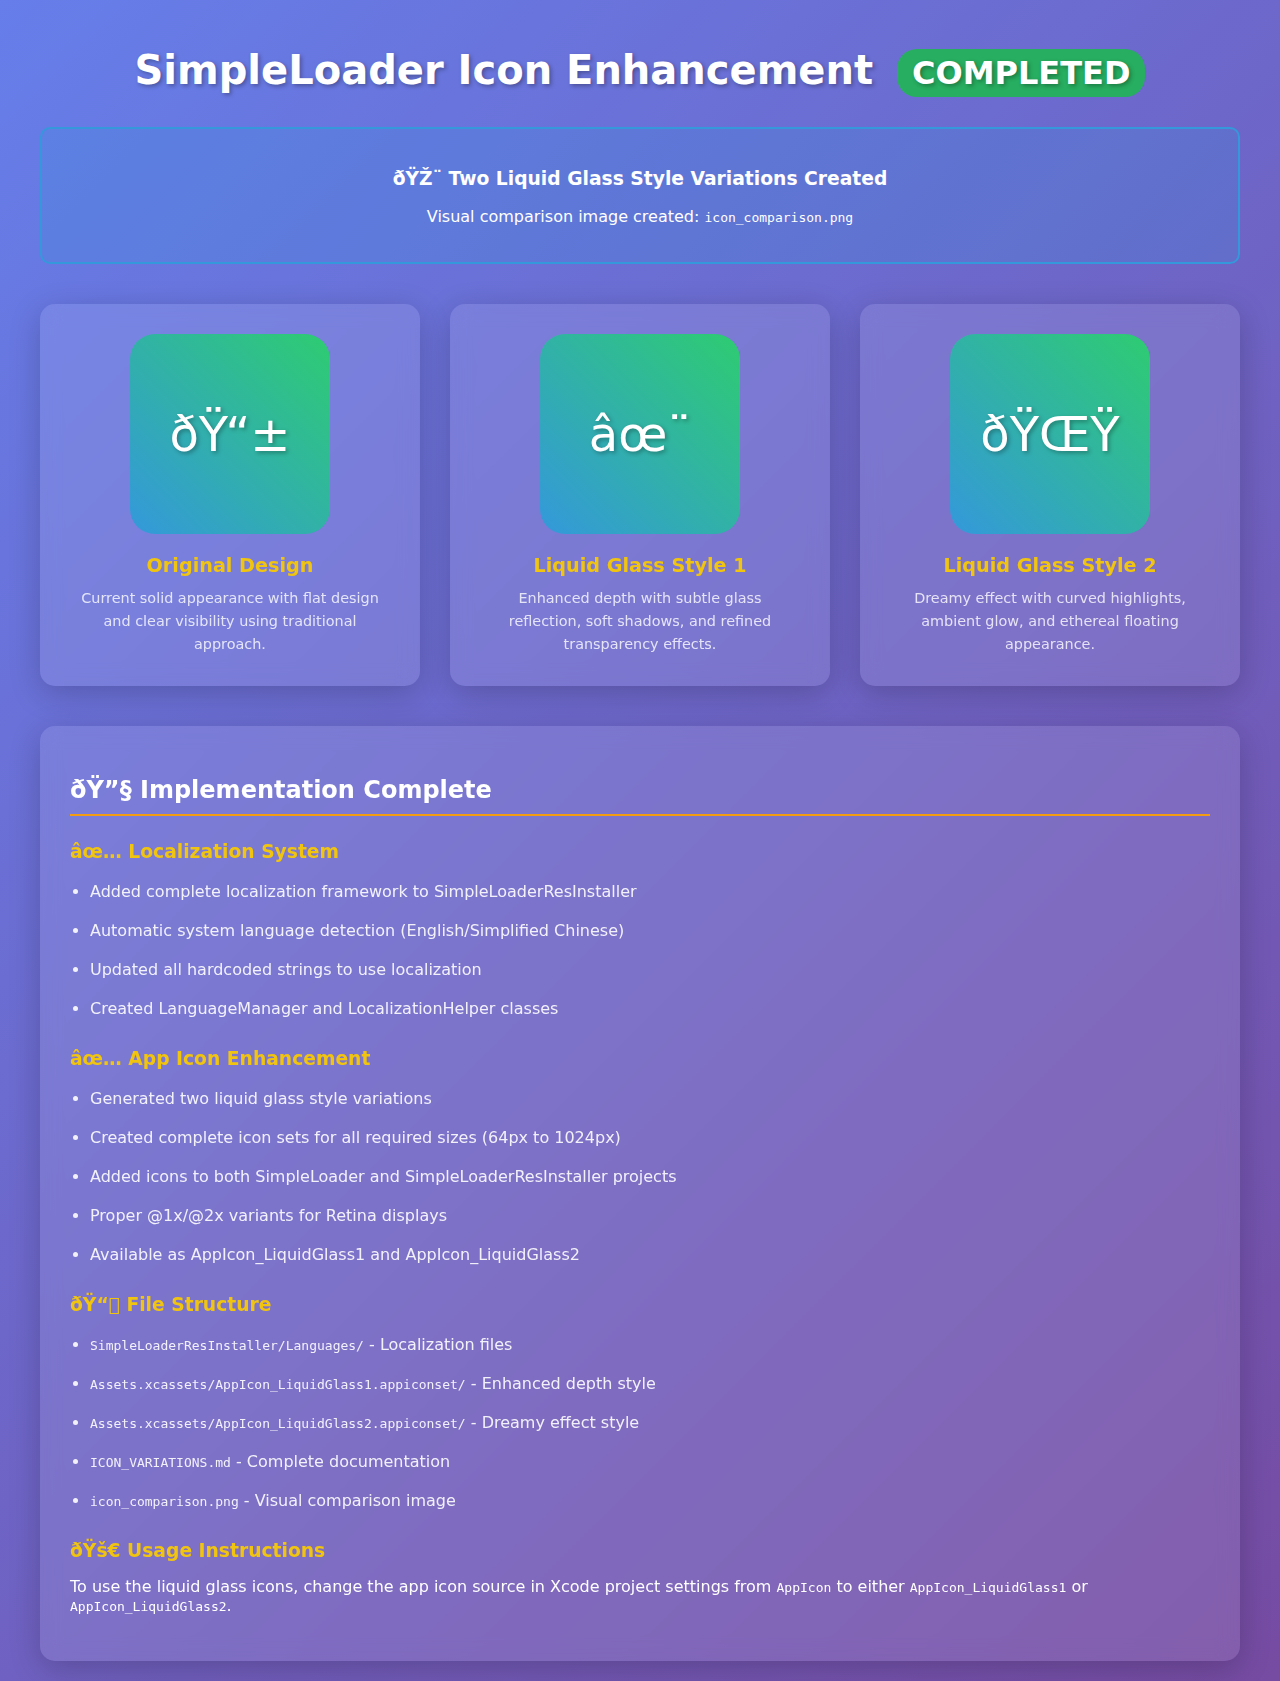 SimpleLoader Icon Enhancement COMPLETED
ðŸŽ¨ Two Liquid Glass Style Variations Created
Visual comparison image created: icon_comparison.png
ðŸ“±
âœ¨
ðŸŒŸ
Original Design
Current solid appearance with flat design
and clear visibility using traditional
approach.
Liquid Glass Style 1
Enhanced depth with subtle glass
reflection, soft shadows, and refined
transparency effects.
Liquid Glass Style 2
Dreamy effect with curved highlights,
ambient glow, and ethereal floating
appearance.
ðŸ”§ Implementation Complete
âœ… Localization System
• Added complete localization framework to SimpleLoaderResInstaller
• Automatic system language detection (English/Simplified Chinese)
• Updated all hardcoded strings to use localization
• Created LanguageManager and LocalizationHelper classes
âœ… App Icon Enhancement
• Generated two liquid glass style variations
• Created complete icon sets for all required sizes (64px to 1024px)
• Added icons to both SimpleLoader and SimpleLoaderResInstaller projects
• Proper @1x/@2x variants for Retina displays
• Available as AppIcon_LiquidGlass1 and AppIcon_LiquidGlass2
ðŸ“ File Structure
• SimpleLoaderResInstaller/Languages/ - Localization files
• Assets.xcassets/AppIcon_LiquidGlass1.appiconset/ - Enhanced depth style
• Assets.xcassets/AppIcon_LiquidGlass2.appiconset/ - Dreamy effect style
• ICON_VARIATIONS.md - Complete documentation
• icon_comparison.png - Visual comparison image
ðŸš€ Usage Instructions
To use the liquid glass icons, change the app icon source in Xcode project settings from AppIcon to either AppIcon_LiquidGlass1 or
AppIcon_LiquidGlass2.